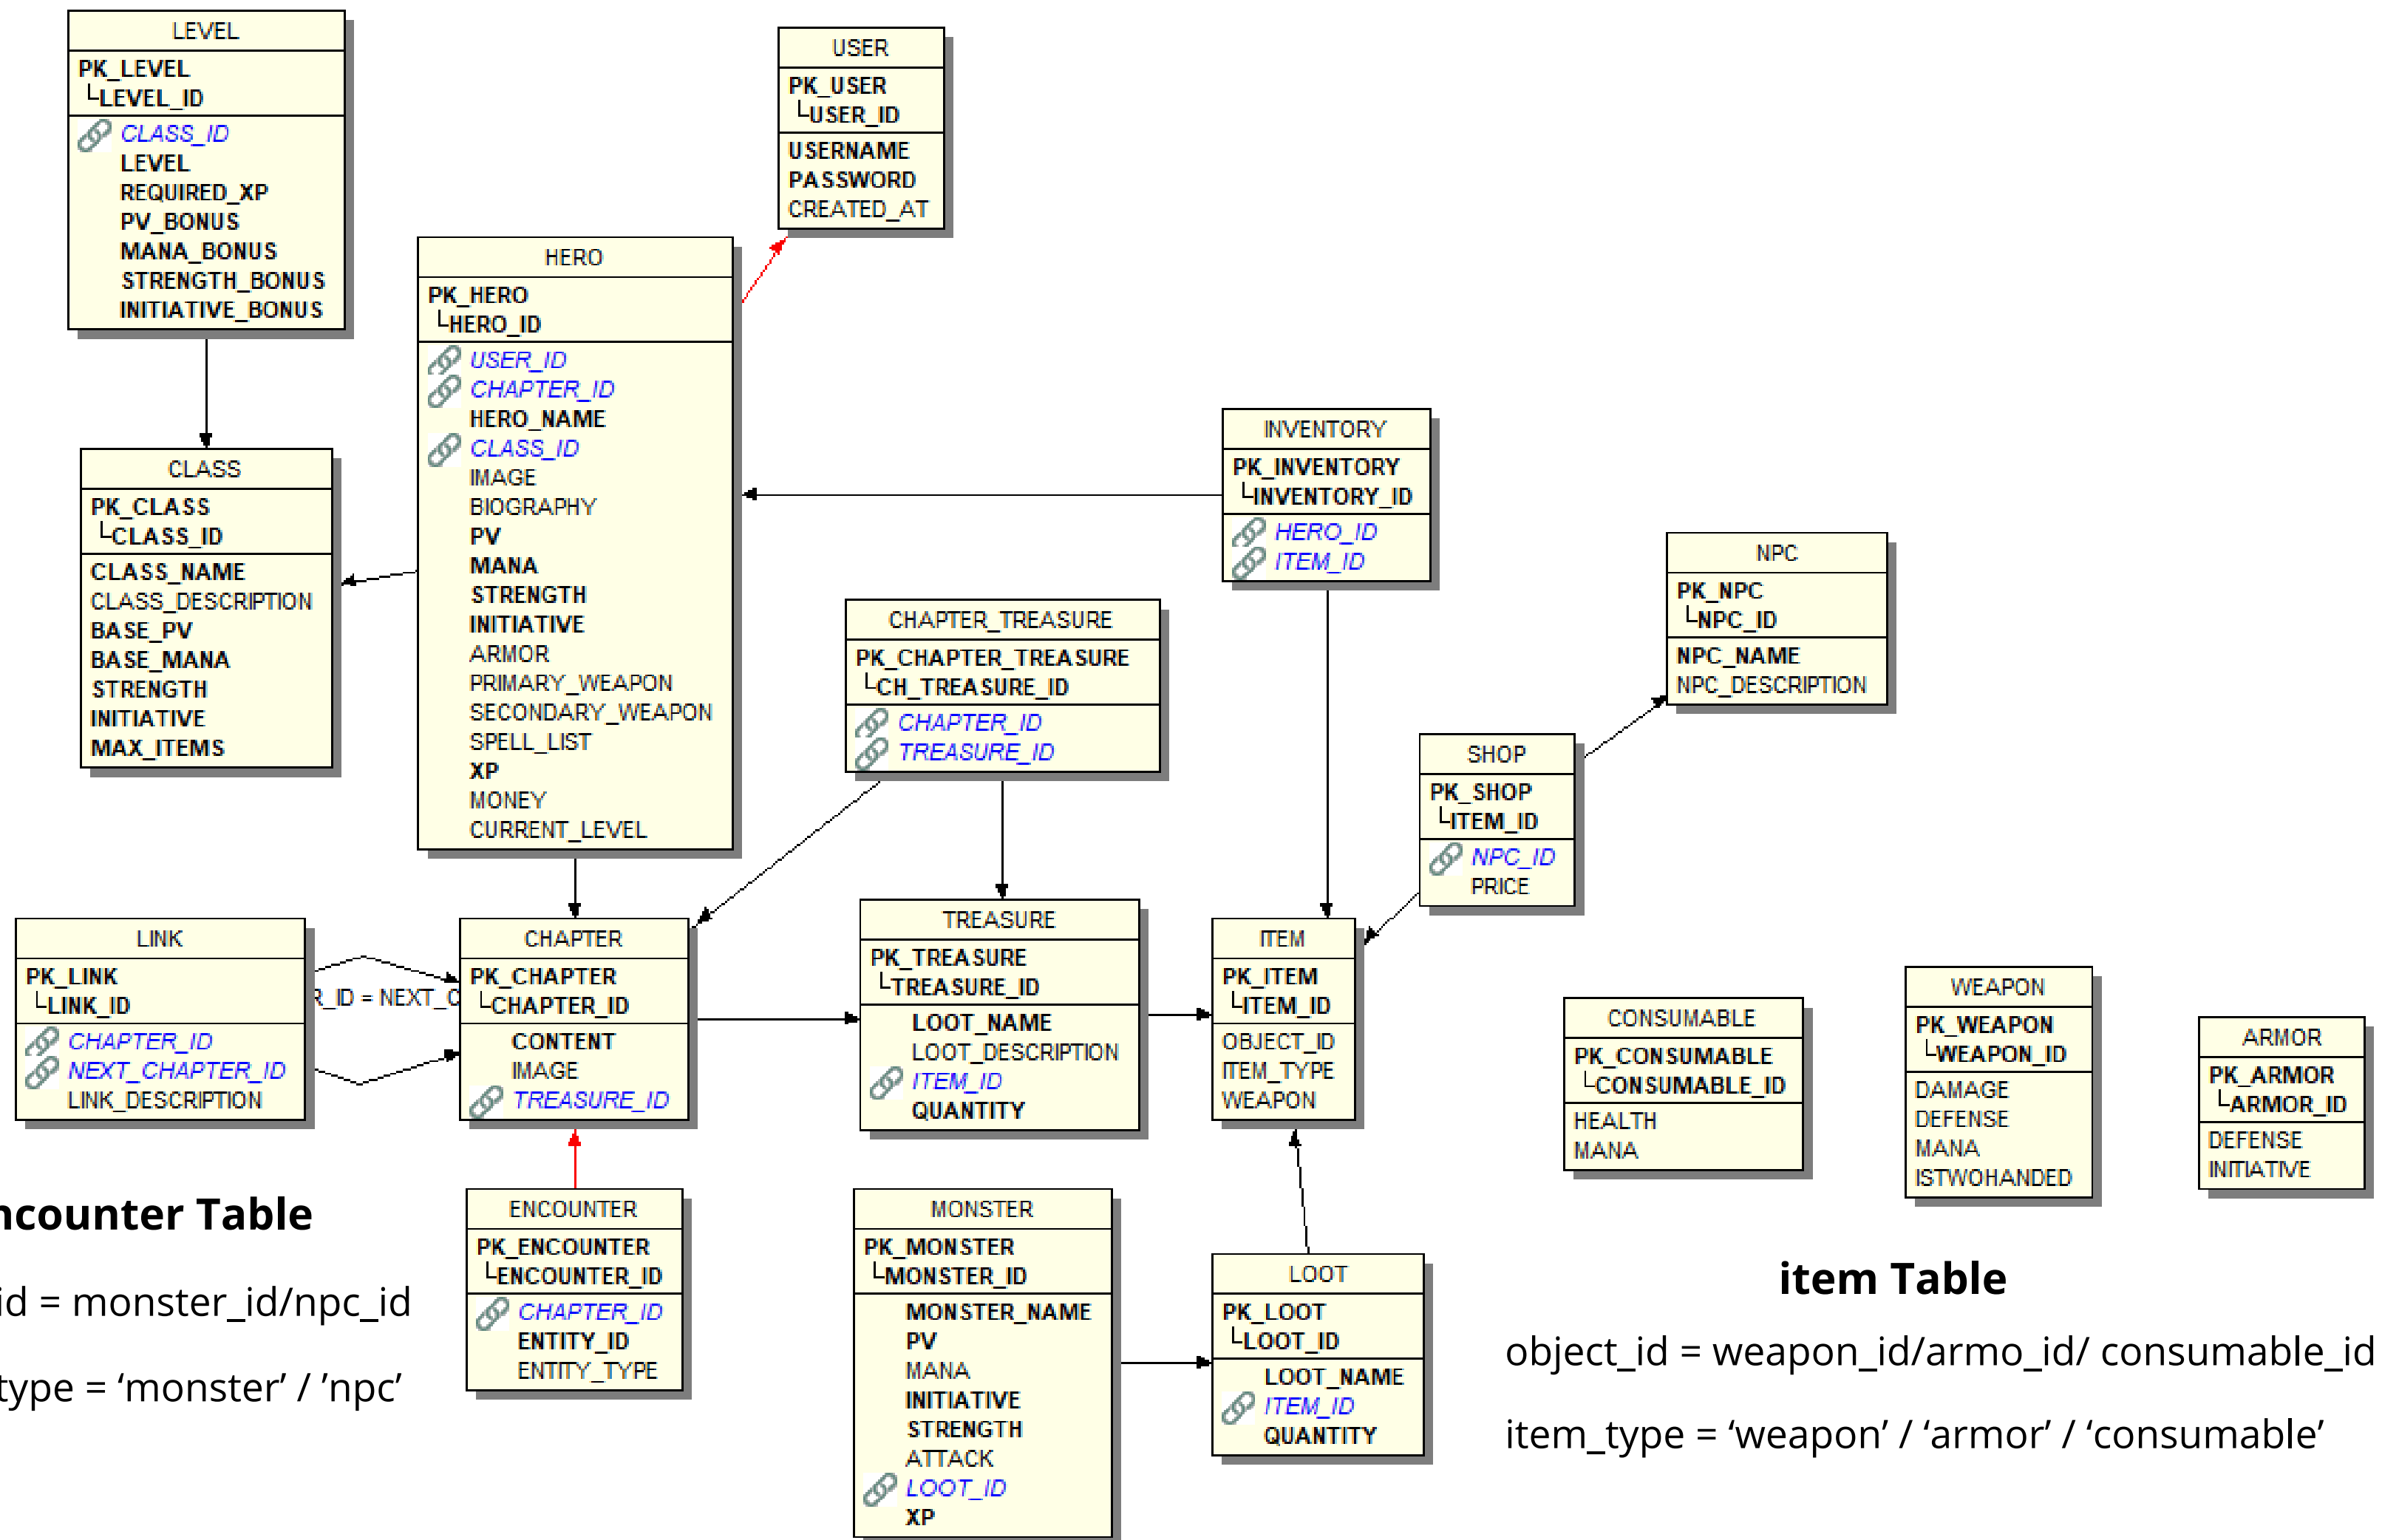 LEVEL
PK_LEVEL
LEVEL_ID
CLASS_ID
LEVEL
REQUIRED_XP
PV_BONUS
MANA_BONUS
STRENGTH_BONUS
INITIATIVE_BONUS
USER
PK_USER
USER_ID
USERNAME
PASSWORD
CREATED_AT
HERO
PK_HERO
HERO_ID
USER_ID
CHAPTER_ID
HERO_NAME
CLASS_ID
IMAGE
BIOGRAPHY
PV
MANA
STRENGTH
INITIATIVE
ARMOR
PRIMARY_WEAPON
SECONDARY_WEAPON
SPELL_LIST
XP
MONEY
CURRENT_LEVEL
CLASS
PK_CLASS
CLASS_ID
CLASS_NAME
CLASS_DESCRIPTION
BASE_PV
BASE_MANA
STRENGTH
INITIATIVE
MAX_ITEMS
INVENTORY
PK_INVENTORY
INVENTORY_ID
HERO_ID
ITEM_ID
NPC
PK_NPC
NPC_ID
NPC_NAME
NPC_DESCRIPTION
CHAPTER_TREASURE
PK_CHAPTER_TREASURE
CH_TREASURE_ID
CHAPTER_ID
TREASURE_ID
SHOP
PK_SHOP
ITEM_ID
NPC_ID
PRICE
LINK
PK_LINK
LINK_ID
CHAPTER_ID
NEXT_CHAPTER_ID
LINK_DESCRIPTION
R_ID = NEXT_C
CHAPTER
PK_CHAPTER
CHAPTER_ID
CONTENT
IMAGE
TREASURE_ID
TREASURE
PK_TREASURE
TREASURE_ID
LOOT_NAME
LOOT_DESCRIPTION
ITEM_ID
QUANTITY
ITEM
PK_ITEM
ITEM_ID
OBJECT_ID
ITEM_TYPE
WEAPON
CONSUMABLE
PK_CONSUMABLE
CONSUMABLE_ID
HEALTH
MANA
WEAPON
PK_WEAPON
WEAPON_ID
DAMAGE
DEFENSE
MANA
ISTWOHANDED
ARMOR
PK_ARMOR
ARMOR_ID
DEFENSE
INITIATIVE
ncounter Table
id = monster_id/npc_id
type = ‘monster’ / ’npc’
ENCOUNTER
PK_ENCOUNTER
ENCOUNTER_ID
CHAPTER_ID
ENTITY_ID
ENTITY_TYPE
MONSTER
PK_MONSTER
MONSTER_ID
MONSTER_NAME
PV
MANA
INITIATIVE
STRENGTH
ATTACK
LOOT_ID
XP
LOOT
PK_LOOT
LOOT_ID
LOOT_NAME
ITEM_ID
QUANTITY
item Table
object_id = weapon_id/armo_id/ consumable_id
item_type = ‘weapon’ / ‘armor’ / ‘consumable’